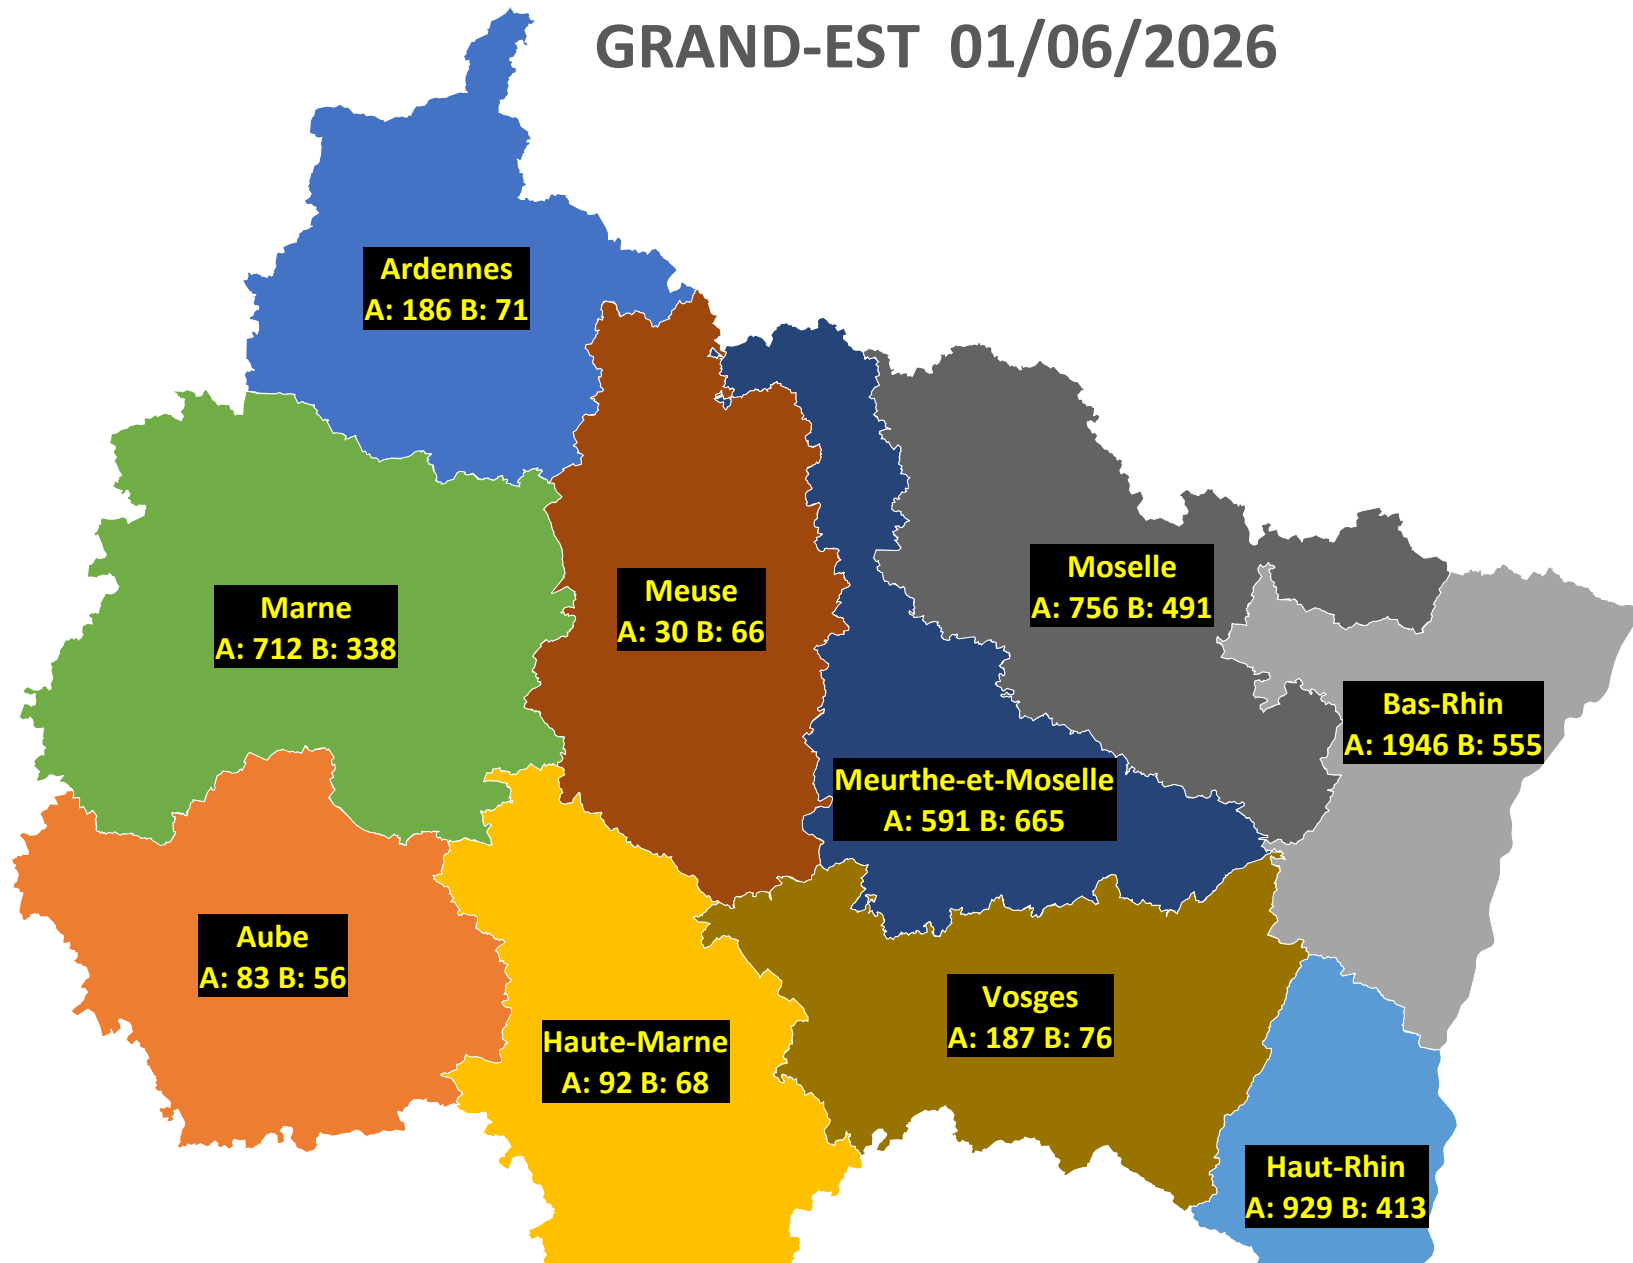 GRAND-EST 01/06/2026
Ardennes
A: 186 B: 71
Marne
A: 712 B: 338
Meuse
A: 30 B: 66
Moselle
A: 756 B: 491
Bas-Rhin
A: 1946 B: 555
Meurthe-et-Moselle
A: 591 B: 665
Aube
A: 83 B: 56
Haute-Marne
A: 92 B: 68
Vosges
A: 187 B: 76
Haut-Rhin
A: 929 B: 413